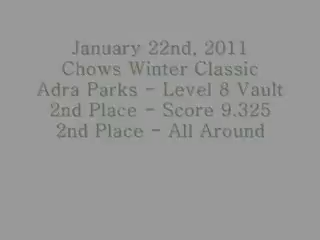 January 22nd, 2011
Chows Winter Classic
Adra Parks - Level 8 Vault
2nd Place - Score 9.325
2nd Place - All Around